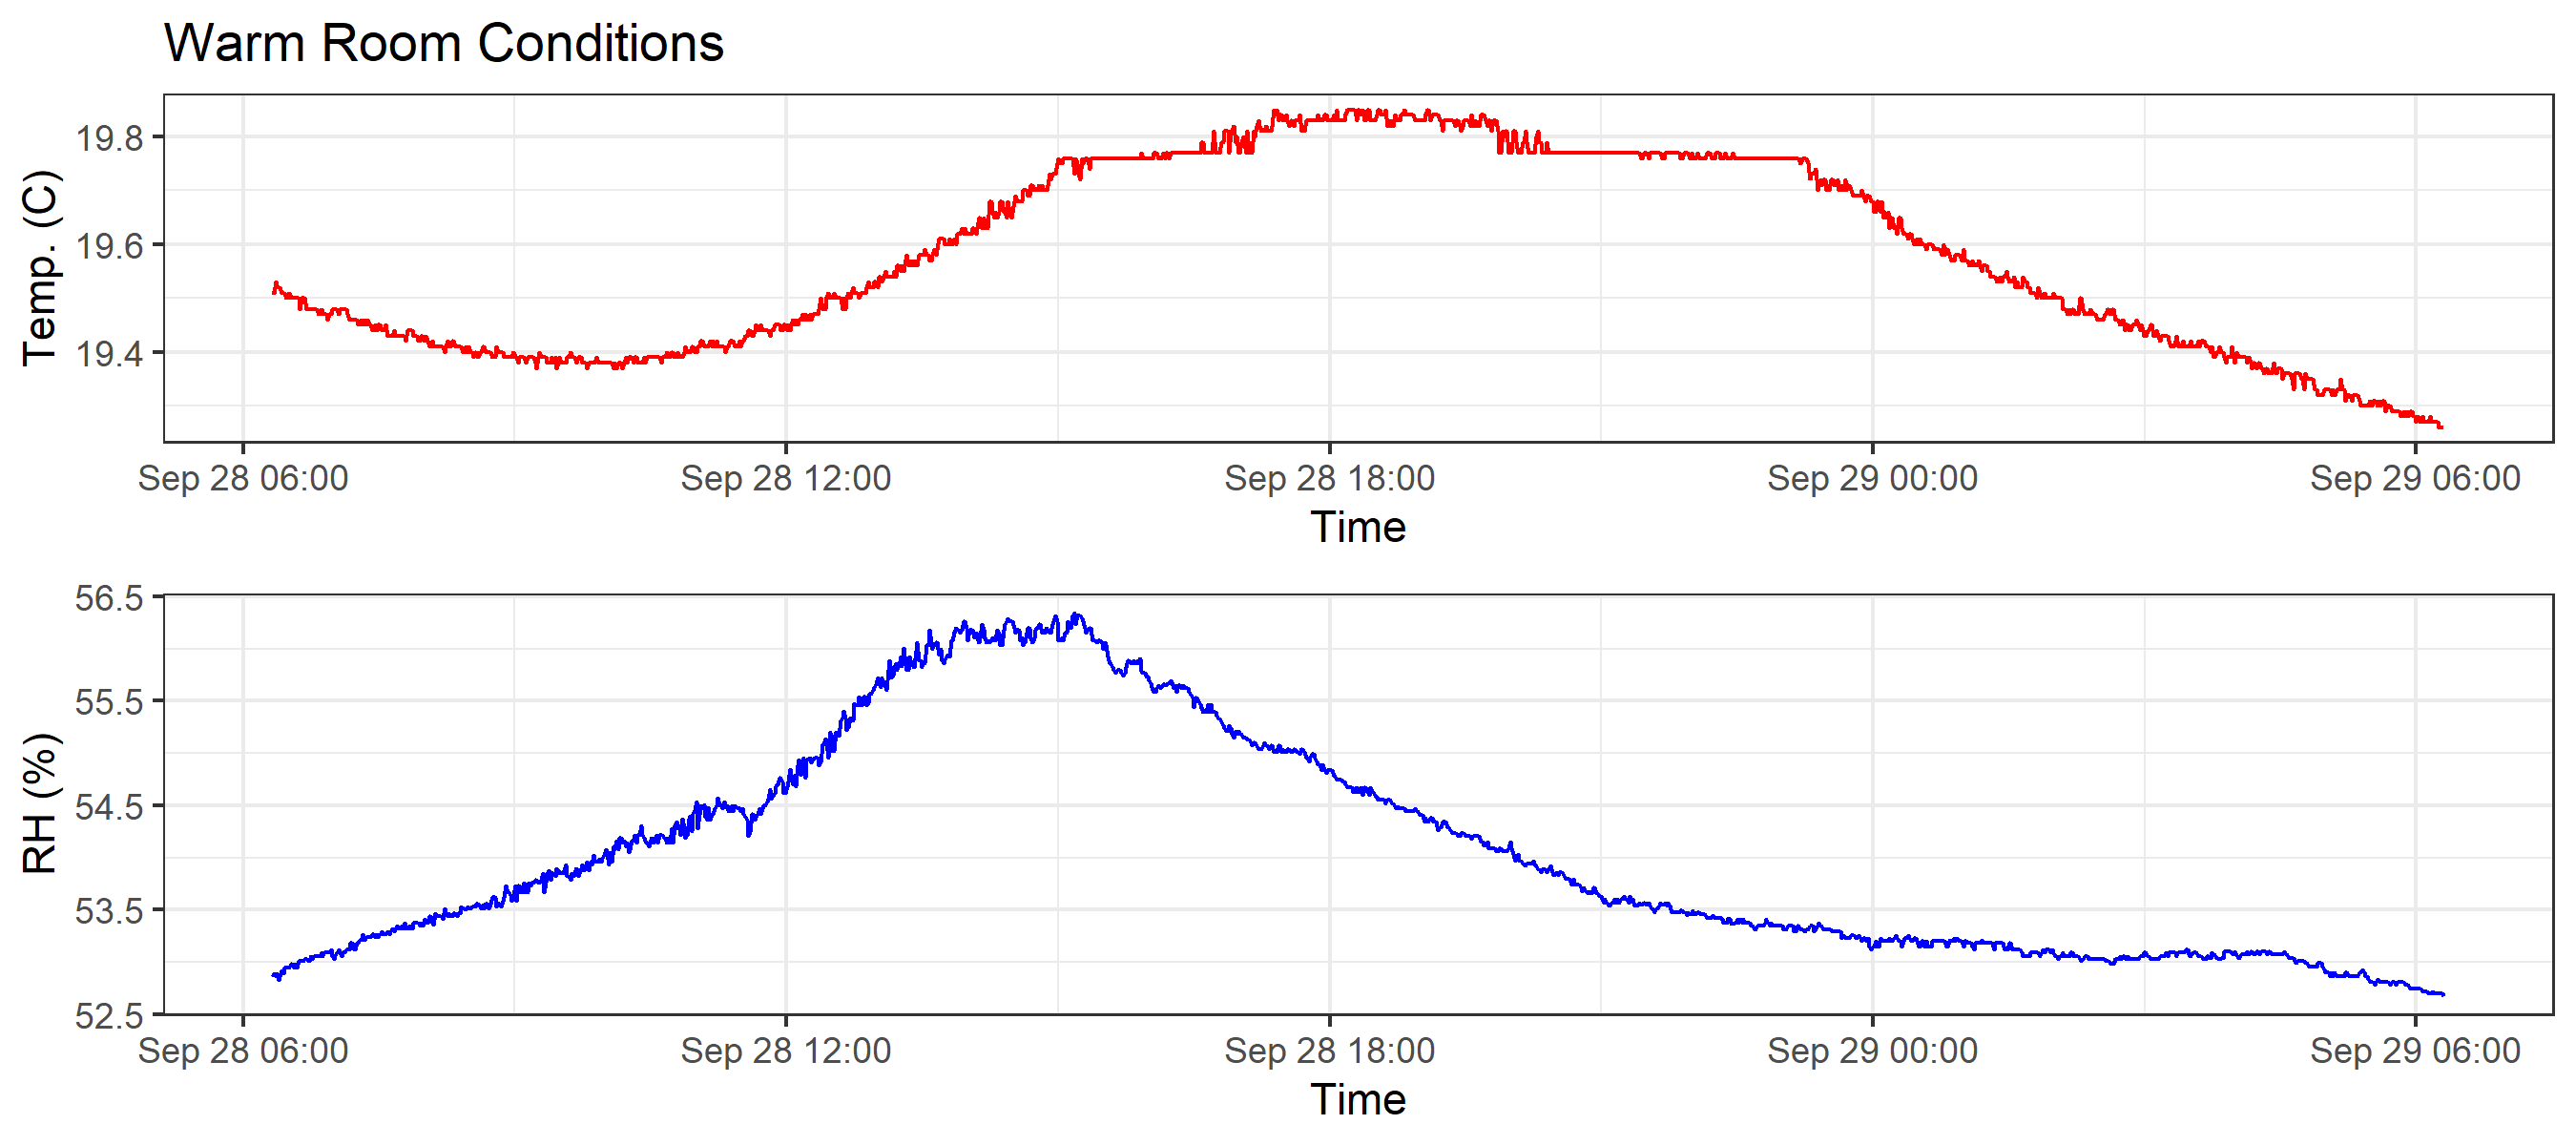 Warm Room Conditions
Temp. (C)
19.8
19.6
19.4
Sep 28 06:00 Sep 28 12:00 Sep 28 18:00 Sep 29 00:00 Sep 29 06:00
Time
RH (%)
56.5
55.5
54.5
53.5
52.5
Sep 28 06:00 Sep 28 12:00 Sep 28 18:00 Sep 29 00:00 Sep 29 06:00
Time